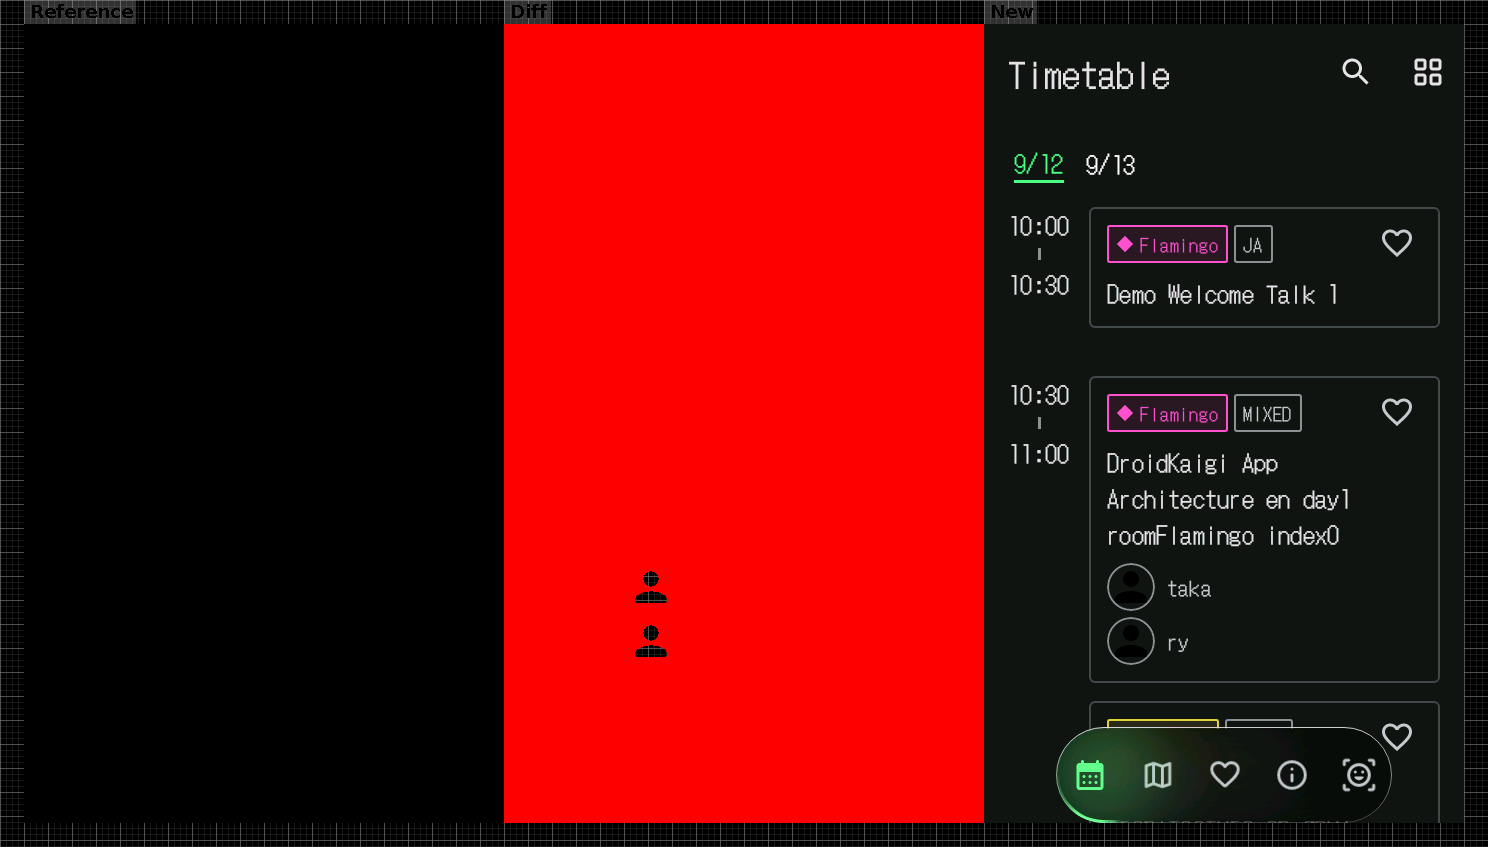 Reference
Diff
New
Timetable
9/12 9/13
10:00
10:30
Flamingo JA
Demo Welcome Talk 1
10:30
11:00
Flamingo MIXED
DroidKaigi App
Architecture en day1
roomFlamingo index0
taka
ry